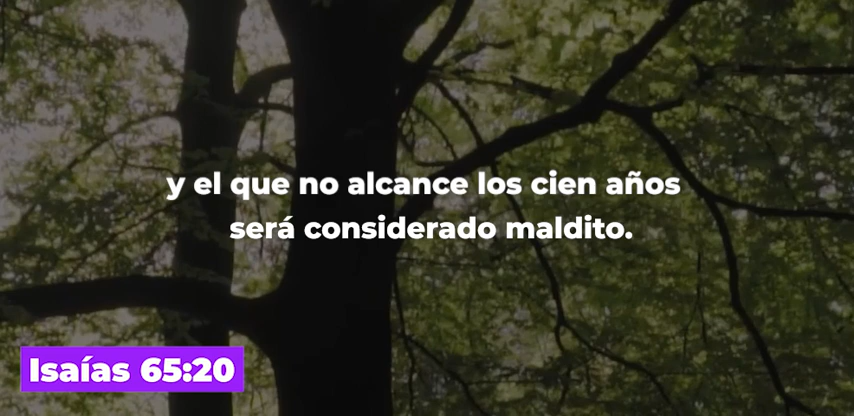 y el que no alcance los cien años
será considerado maldito.
Isaías 65:20